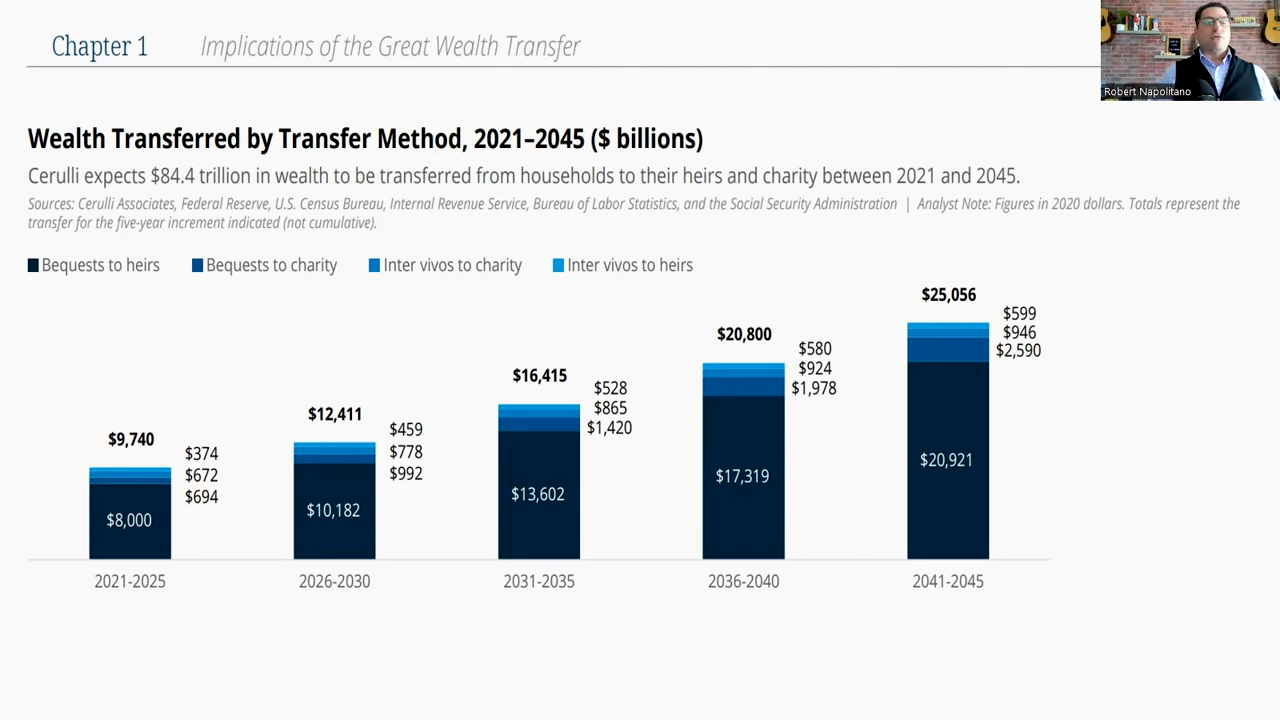 Chapter 1
Implications of the Great Wealth Transfer
Robert Napolitano
Wealth Transferred by Transfer Method, 2021–2045 ($ billions)
Cerulli expects $84.4 trillion in wealth to be transferred from households to their heirs and charity between 2021 and 2045.
Sources: Cerulli Associates, Federal Reserve, U.S. Census Bureau, Internal Revenue Service, Bureau of Labor Statistics, and the Social Security Administration | Analyst Note: Figures in 2020 dollars. Totals represent the
transfer for the five-year increment indicated (not cumulative).
Bequests to heirs
Bequests to charity
Inter vivos to charity
Inter vivos to heirs
$9,740
$374
$672
$694
$8,000
$12,411
$459
$778
$992
$10,182
$16,415
$528
$865
$1,420
$13,602
$20,800
$580
$924
$1,978
$17,319
$25,056
$599
$946
$2,590
$20,921
2021-2025
2026-2030
2031-2035
2036-2040
2041-2045